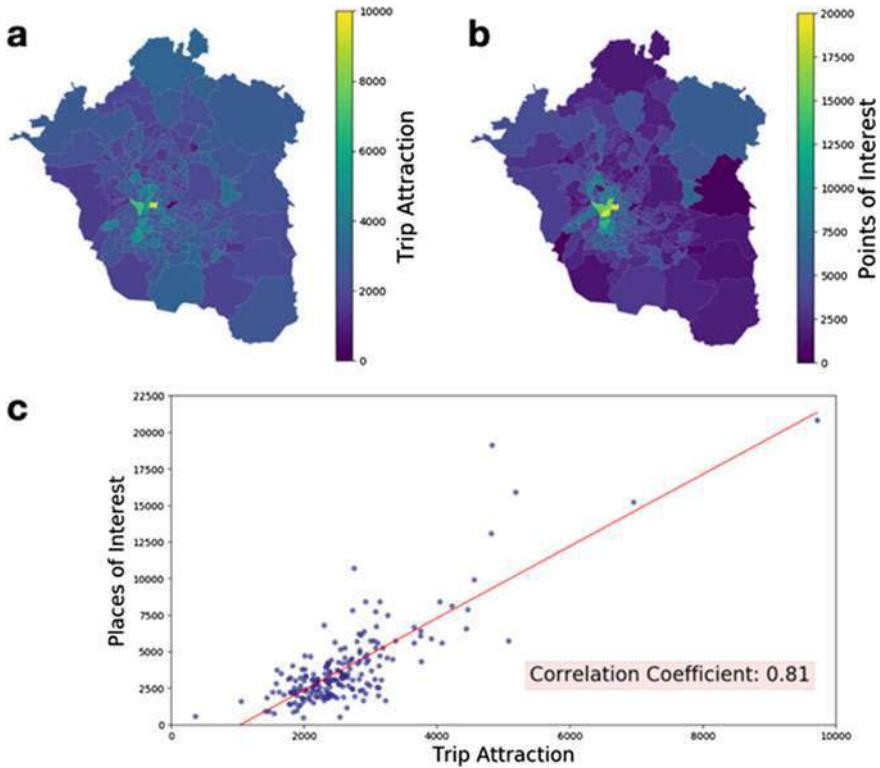 a
10000
8000
6000
4000
2000
0
Trip Attraction
b
20000
17500
15000
12500
10000
7500
5000
2500
0
Points of Interest
c
22500
20000
17500
15000
12500
10000
7500
5000
2500
0
Places of Interest
Correlation Coefficient: 0.81
0 2000 4000 6000 8000 10000
Trip Attraction